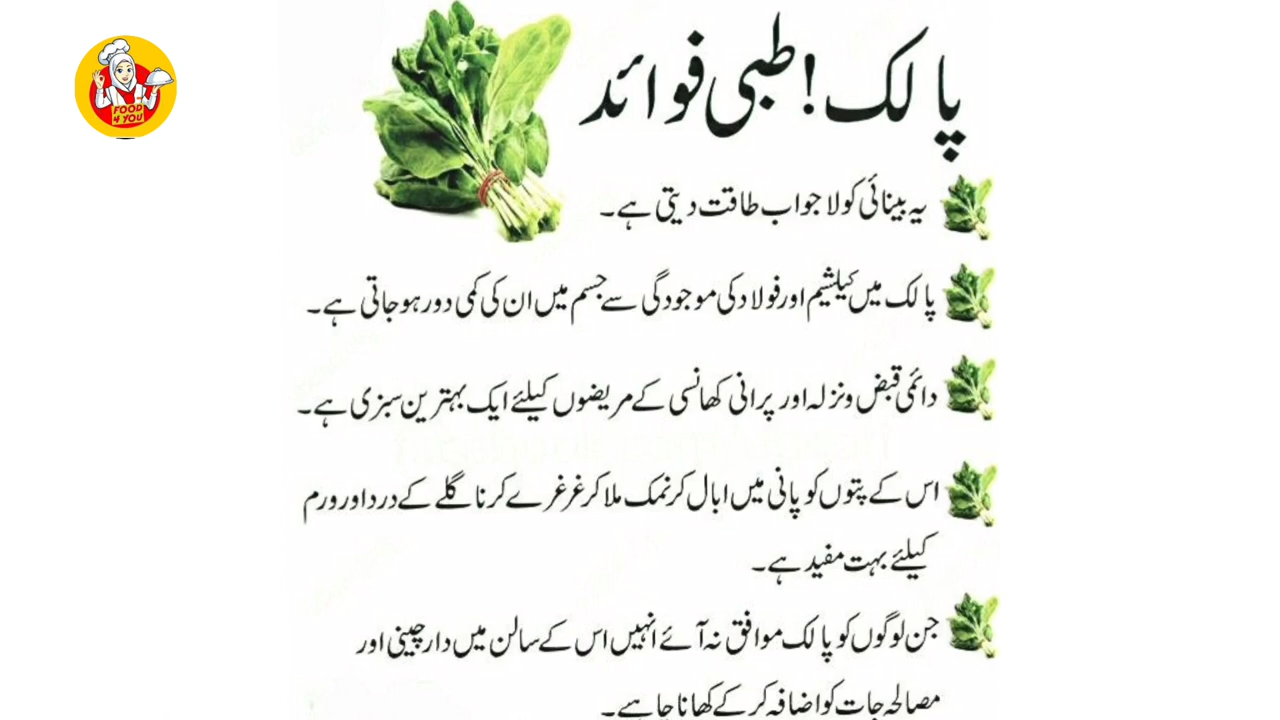 FOOD
4 YOU
پالک! طبی فوائد
یہ بینائی کو لاجواب طاقت دیتی ہے۔
پالک میں کیلشیم اور فولاد کی موجودگی سے جسم میں ان کی کمی دور ہو جاتی ہے۔
دائمی قبض و نزلہ اور پرانی کھانسی کے مریضوں کیلئے ایک بہترین سبزی ہے۔
اس کے پتوں کو پانی میں ابال کر نمک ملا کر غرغرے کرنا گلے کے درد اور ورم
کیلئے بہت مفید ہے۔
جن لوگوں کو پالک موافق نہ آئے انہیں اس کے سالن میں دارچینی اور
مصالحہ جات کو اضافہ کر کے کھانا چاہیے۔